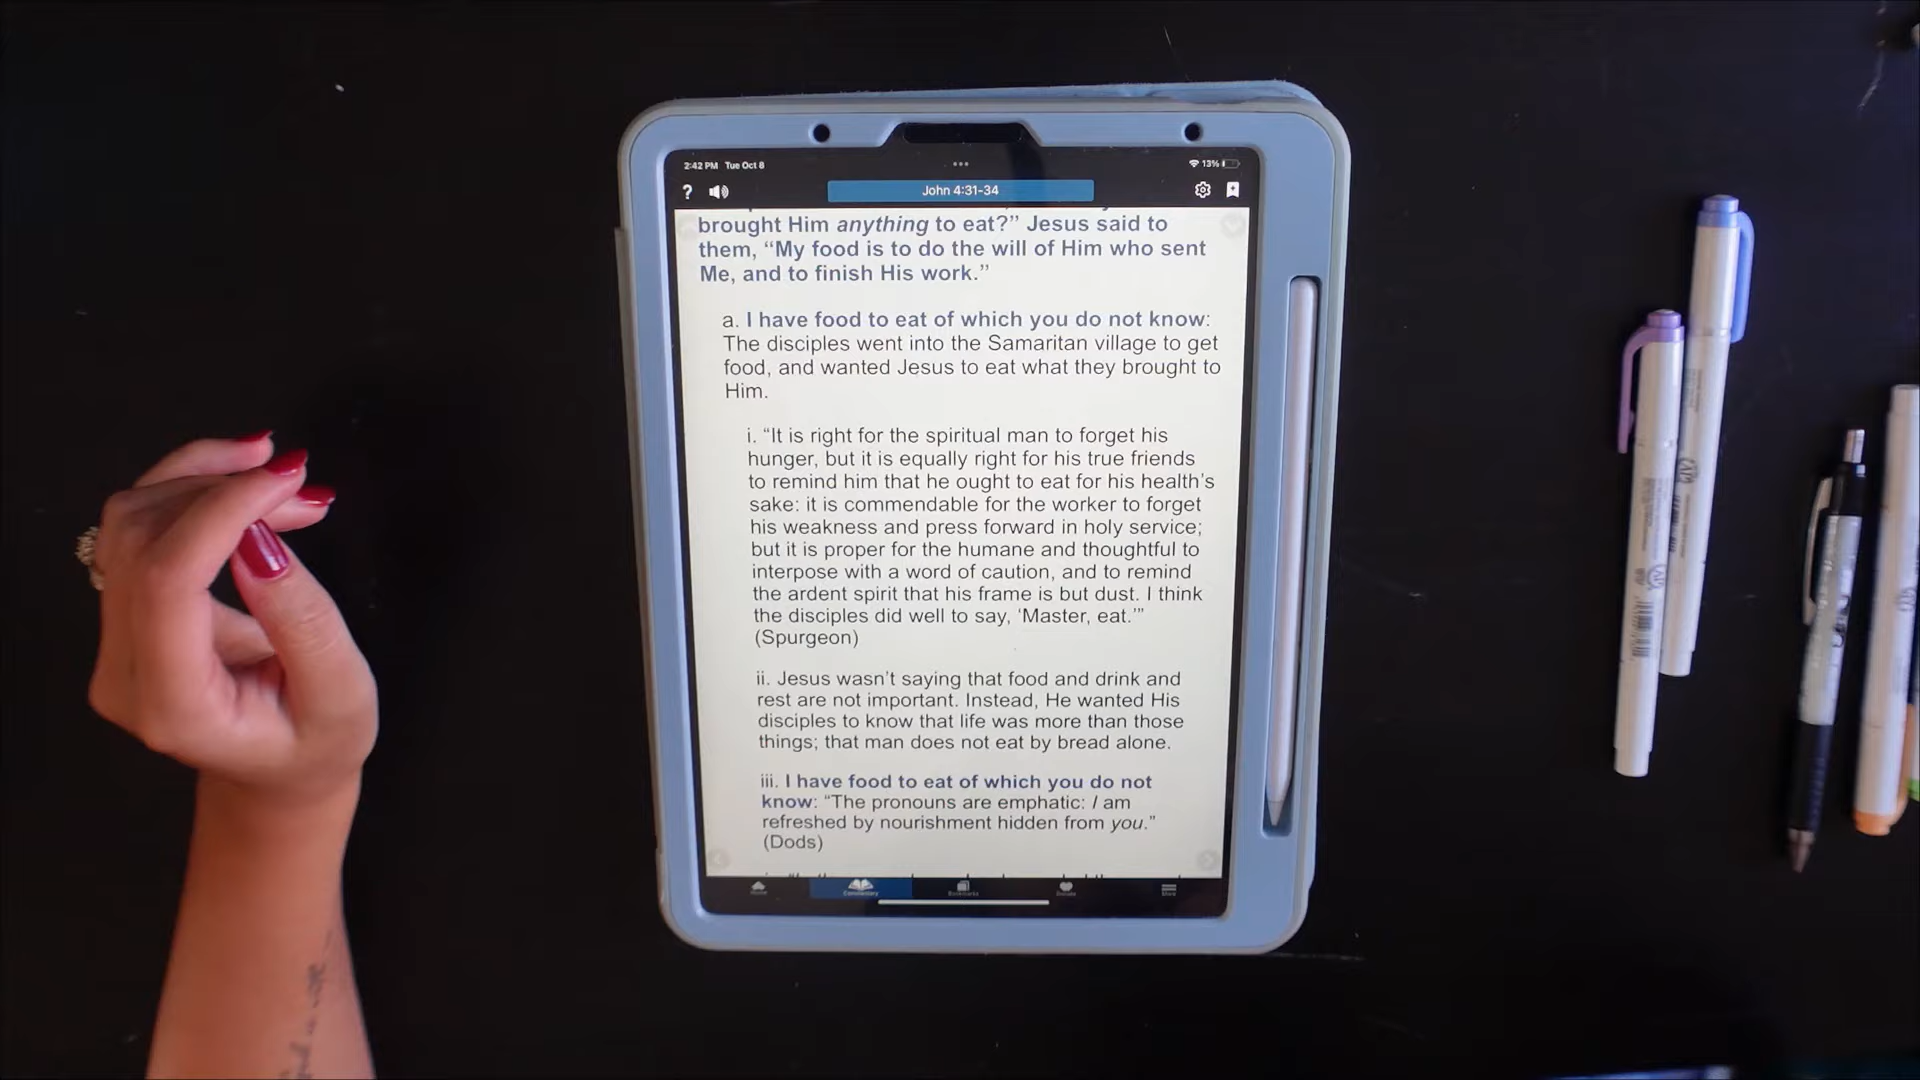 2:42 PM Tue Oct 8
13%
?
John 4:31-34
brought Him anything to eat?” Jesus said to
them, “My food is to do the will of Him who sent
Me, and to finish His work.”
a. I have food to eat of which you do not know:
The disciples went into the Samaritan village to get
food, and wanted Jesus to eat what they brought to
Him.
i. “It is right for the spiritual man to forget his
hunger, but it is equally right for his true friends
to remind him that he ought to eat for his health’s
sake: it is commendable for the worker to forget
his weakness and press forward in holy service;
but it is proper for the humane and thoughtful to
interpose with a word of caution, and to remind
the ardent spirit that his frame is but dust. I think
the disciples did well to say, ‘Master, eat.’”
(Spurgeon)
ii. Jesus wasn’t saying that food and drink and
rest are not important. Instead, He wanted His
disciples to know that life was more than those
things; that man does not eat by bread alone.
iii. I have food to eat of which you do not
know: “The pronouns are emphatic: I am
refreshed by nourishment hidden from you.”
(Dods)
Home
Commentary
Bookmarks
Donate
More